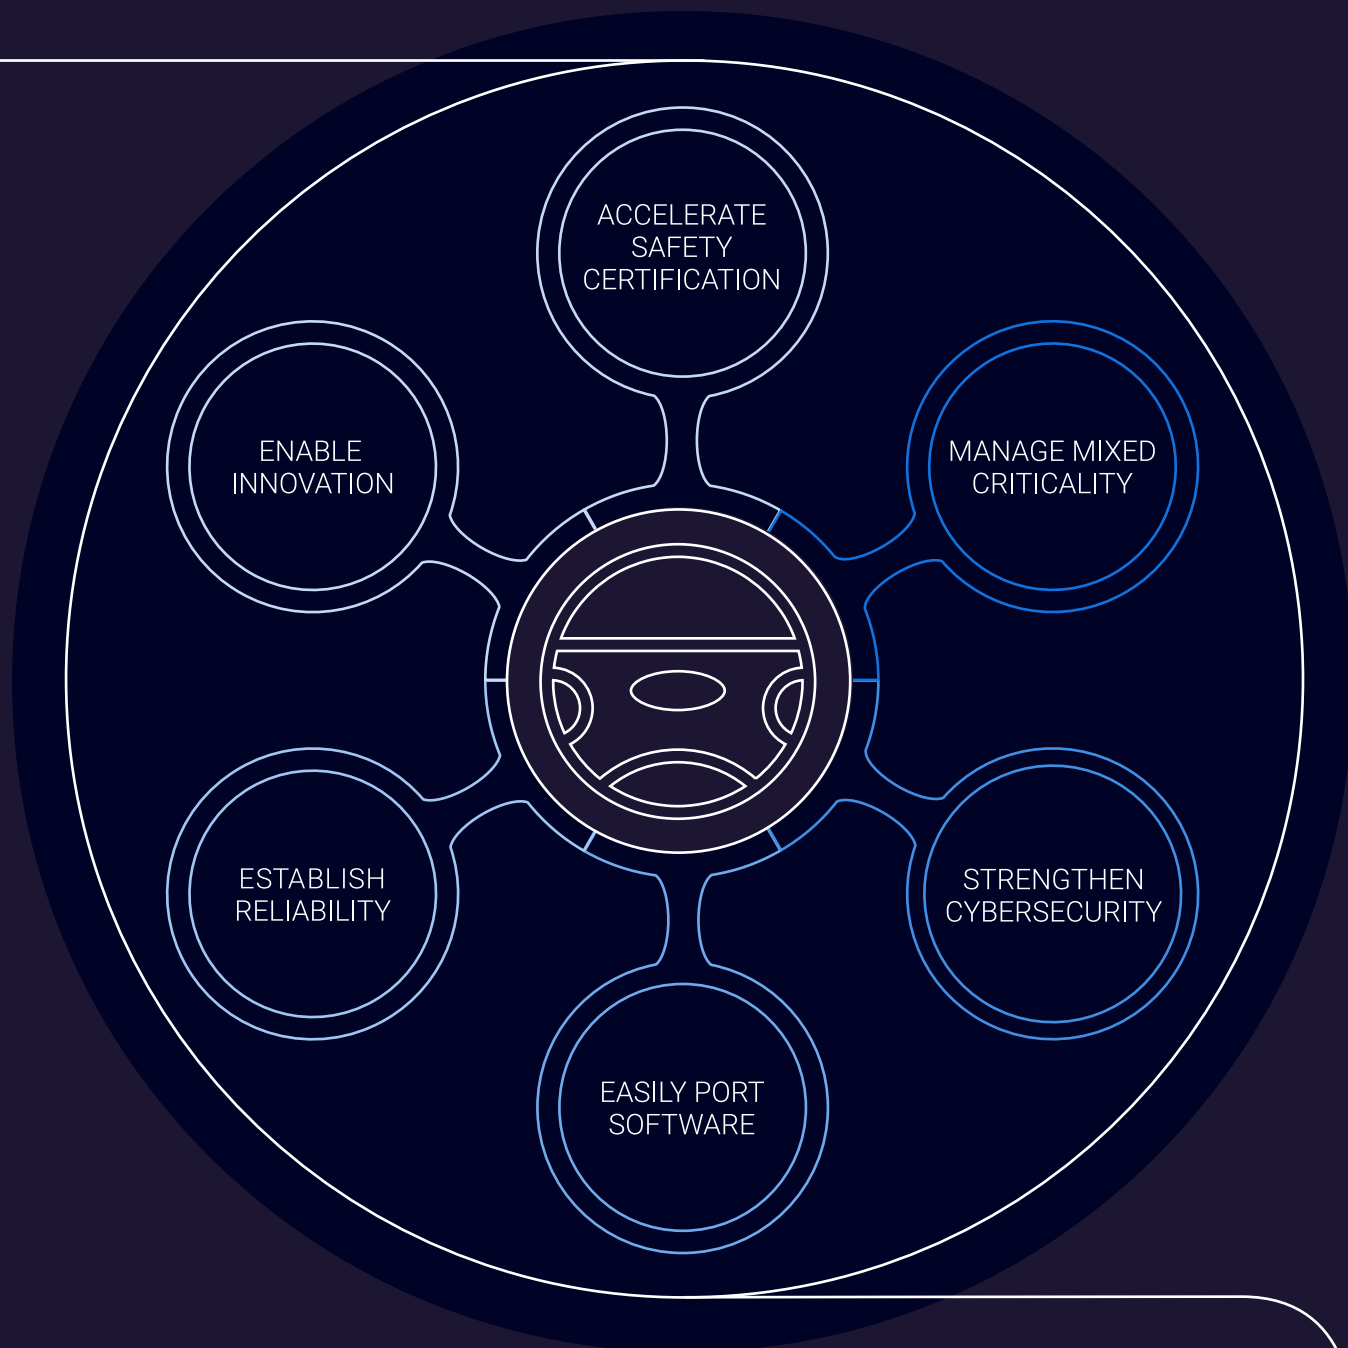 ACCELERATE
SAFETY
CERTIFICATION
MANAGE MIXED
CRITICALITY
STRENGTHEN
CYBERSECURITY
EASILY PORT
SOFTWARE
ESTABLISH
RELIABILITY
ENABLE
INNOVATION